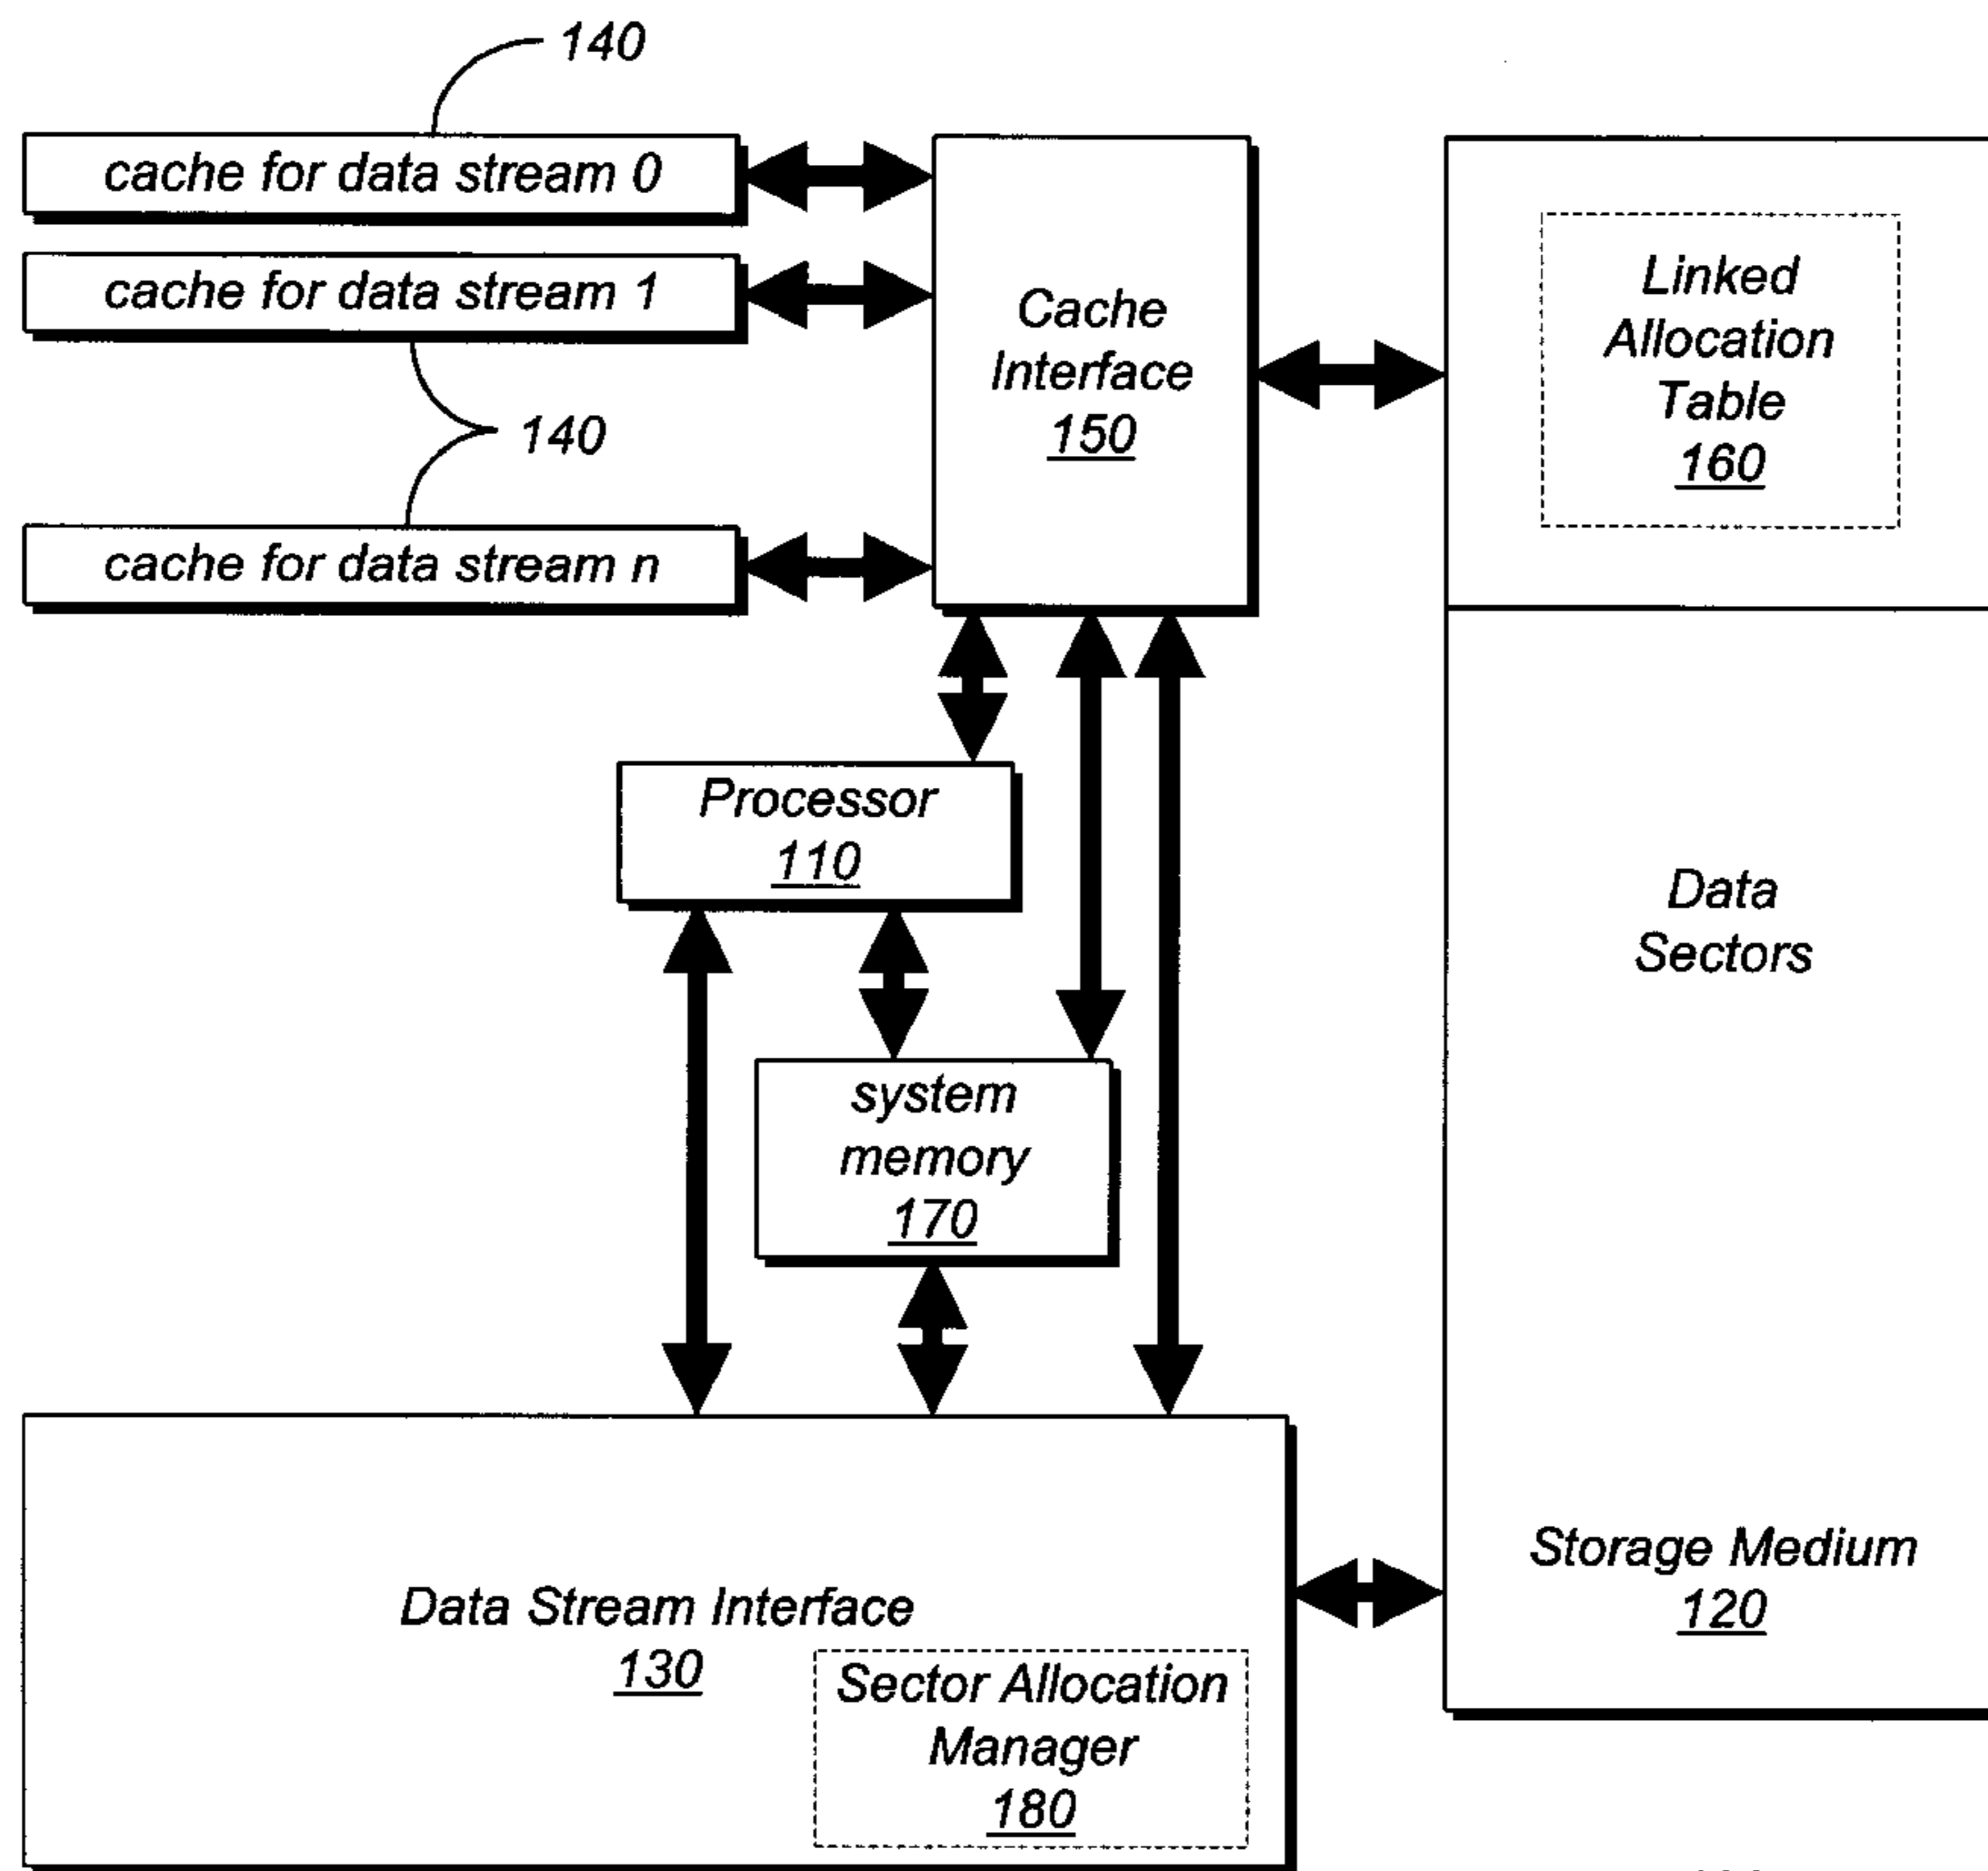 140
cache for data stream 0
cache for data stream 1
140
cache for data stream n
Cache
Interface
150
Linked
Allocation
Table
160
Processor
110
Data
Sectors
system
memory
170
Storage Medium
120
Data Stream Interface
130
Sector Allocation
Manager
180